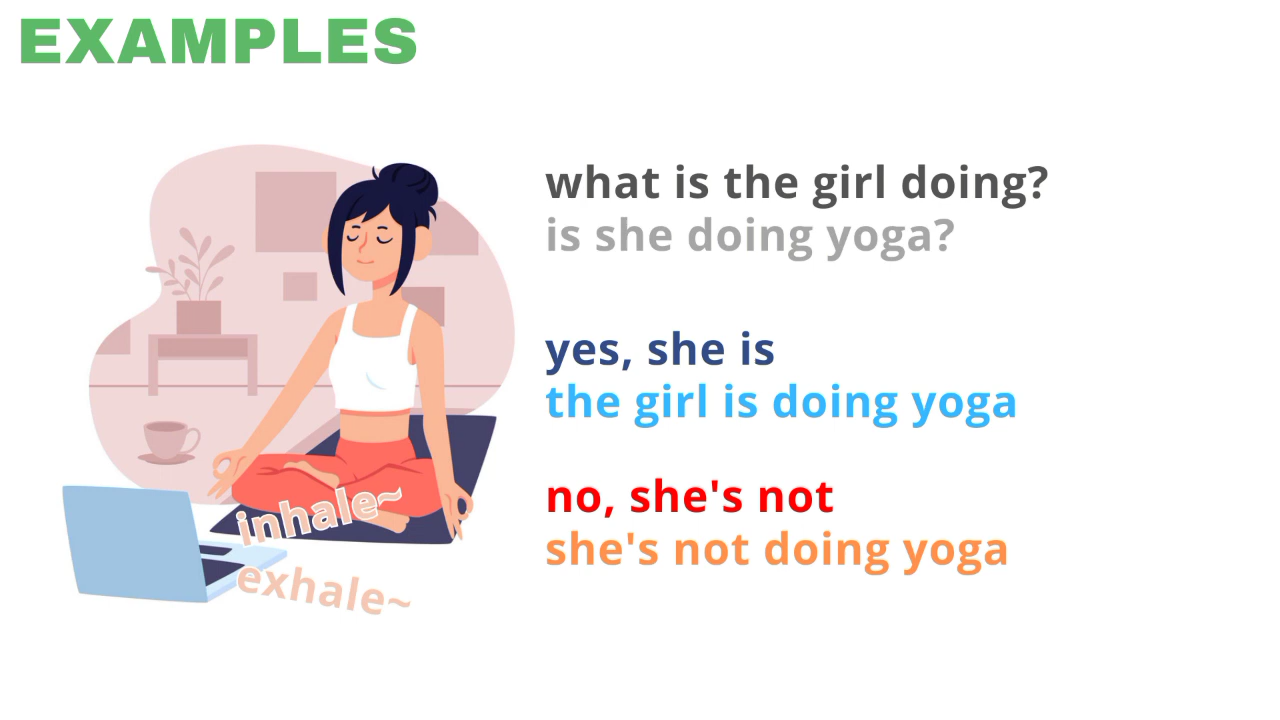 EXAMPLES
what is the girl doing?
is she doing yoga?
yes, she is
the girl is doing yoga
no, she's not
she's not doing yoga
inhale~
exhale~